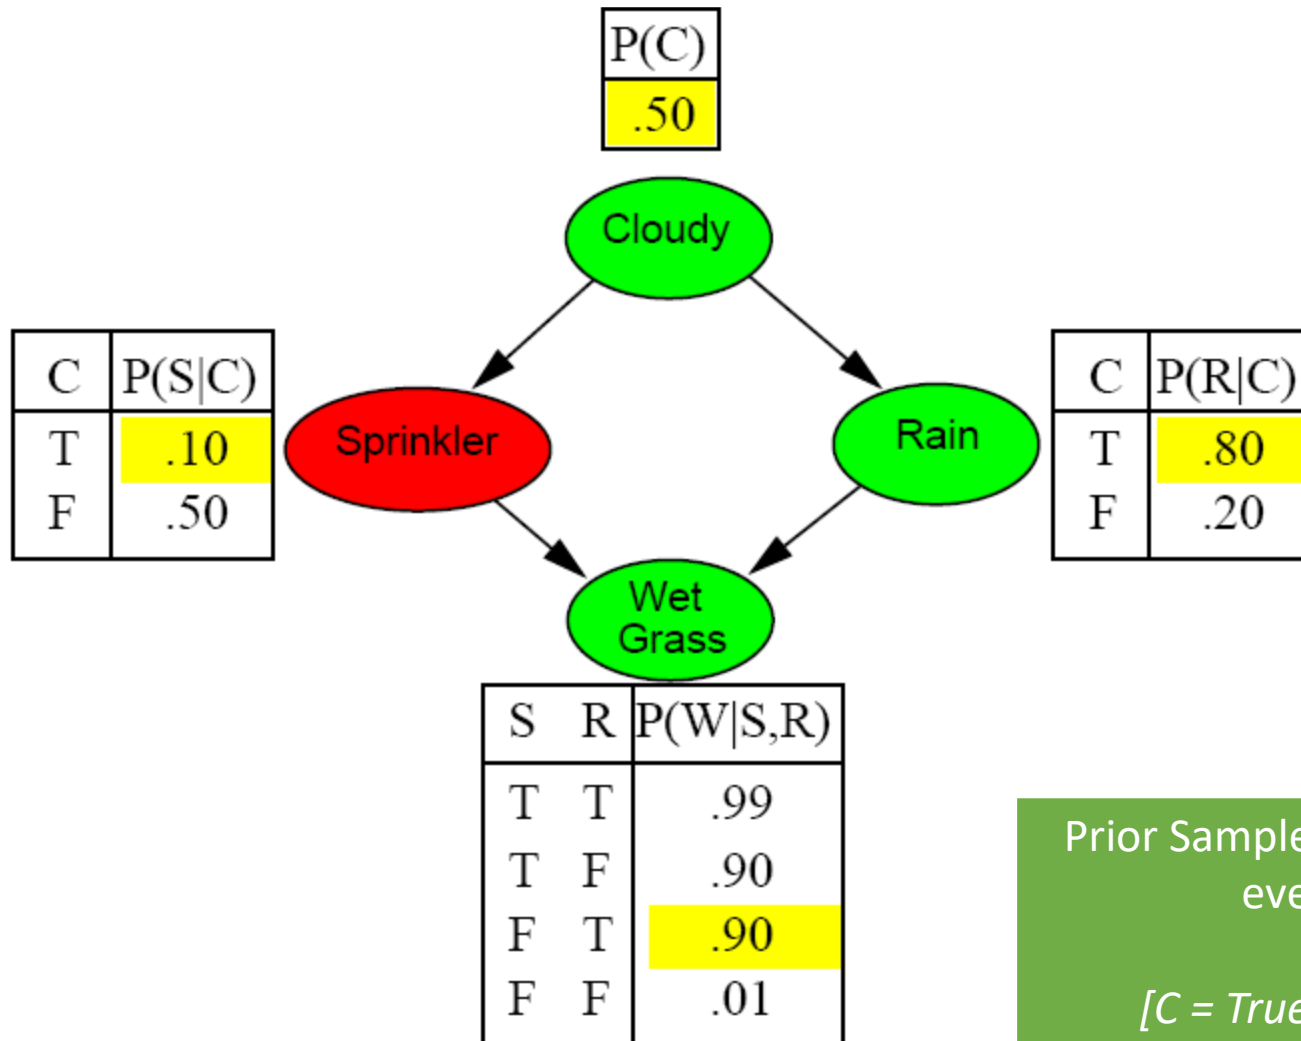 P(C)
.50
Cloudy
C P(S|C)
T .10
F .50
Sprinkler
Rain
C P(R|C)
T .80
F .20
Wet
Grass
S R P(W|S,R)
T T .99
T F .90
F T .90
F F .01
Prior Sample
eve
[C = True